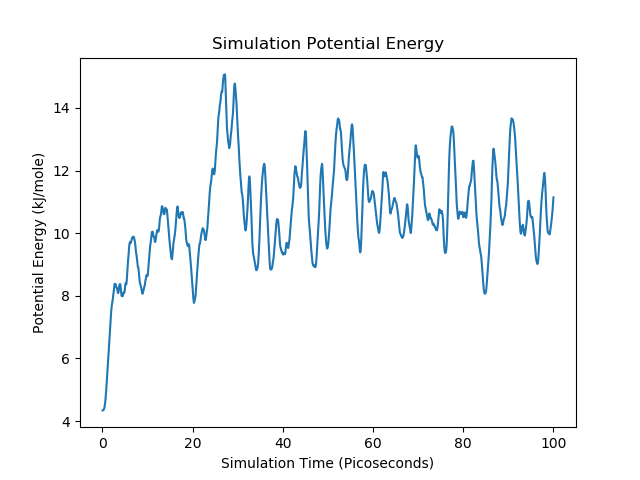 Simulation Potential Energy
Potential Energy (kJ/mole)
14
12
10
8
6
4
0 20 40 60 80 100
Simulation Time (Picoseconds)